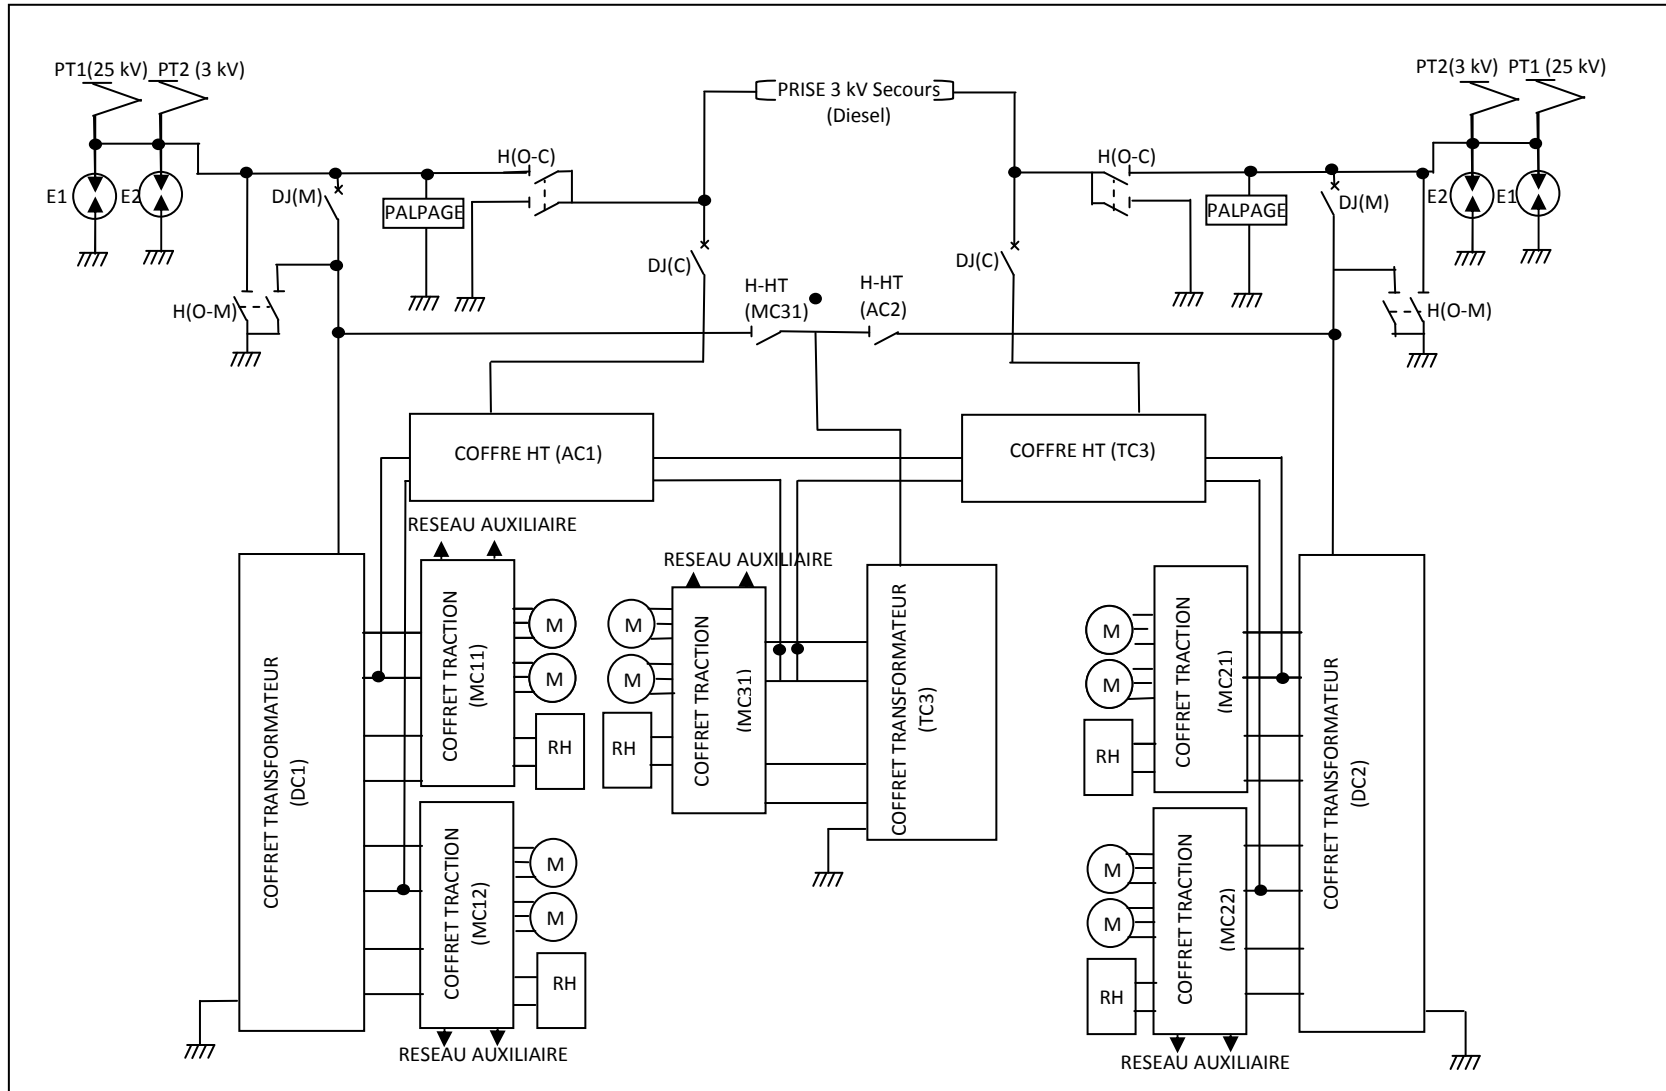 PT1(25 kV) PT2 (3 kV)
PRISE 3 kV Secours
(Diesel)
PT2(3 kV) PT1 (25 kV)
H(O-C)
H(O-C)
E1
E2
DJ(M)
PALPAGE
PALPAGE
DJ(M)
E2
E1
DJ(C)
DJ(C)
H-HT
(MC31)
H-HT
(AC2)
H(O-M)
H(O-M)
COFFRE HT (AC1)
COFFRE HT (TC3)
RESEAU AUXILIAIRE
RESEAU AUXILIAIRE
COFFRET TRANSFORMATEUR
(DC1)
COFFRET TRACTION
(MC11)
M
M
RH
M
M
RH
COFFRET TRACTION
(MC31)
COFFRET TRANSFORMATEUR
(TC3)
M
M
RH
COFFRET TRACTION
(MC21)
COFFRET TRANSFORMATEUR
(DC2)
COFFRET TRACTION
(MC12)
M
M
RH
M
M
RH
COFFRET TRACTION
(MC22)
RESEAU AUXILIAIRE
RESEAU AUXILIAIRE